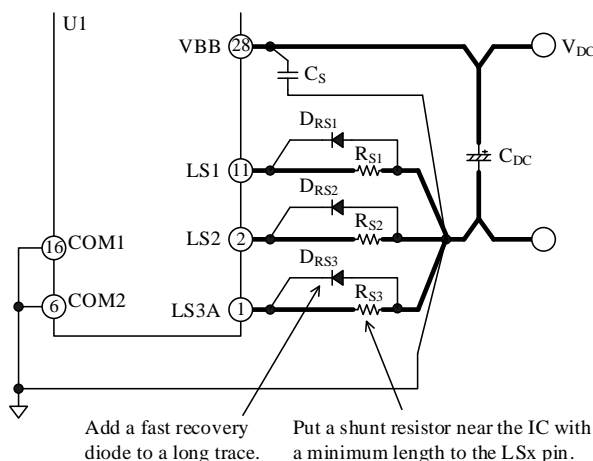 U1
VBB
28
V_DC
C_S
D_RS1
LS1
11
R_S1
C_DC
+
D_RS2
LS2
2
R_S2
16
COM1
D_RS3
6
COM2
LS3A
1
R_S3
Add a fast recovery
diode to a long trace.
Put a shunt resistor near the IC with
a minimum length to the LSx pin.